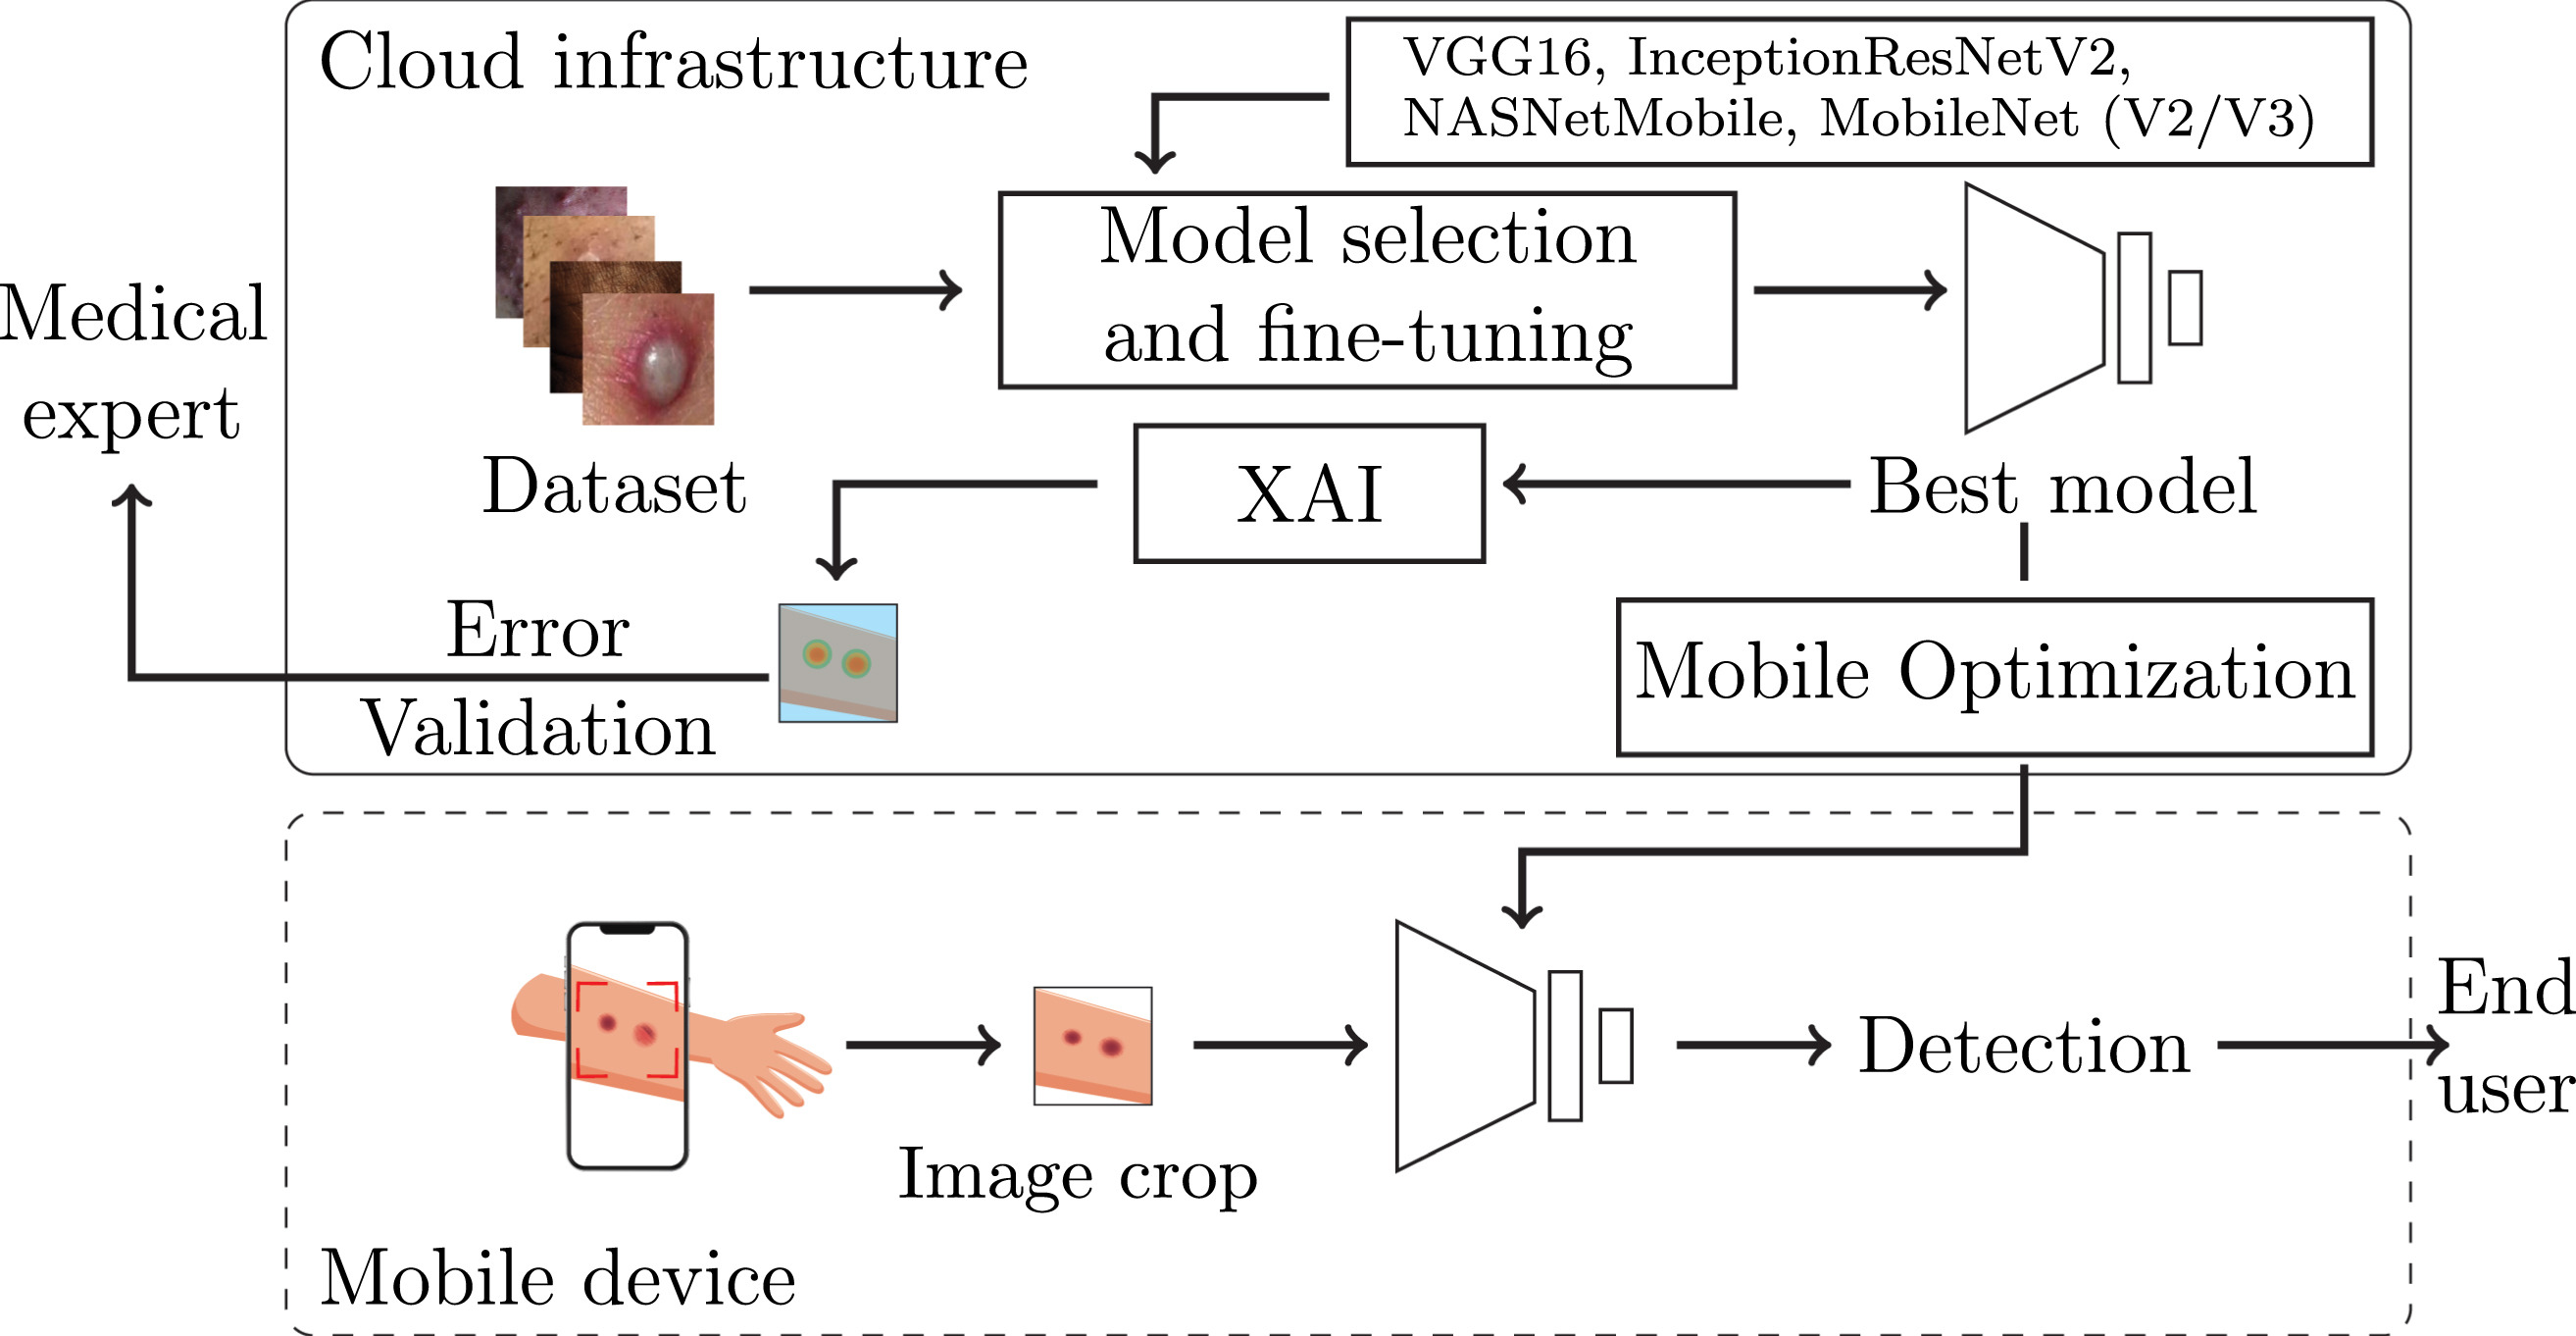 Cloud infrastructure
VGG16, InceptionResNetV2,
NASNetMobile, MobileNet (V2/V3)
Model selection
and fine-tuning
Medical
expert
Dataset
XAI
Best model
Error
Validation
Mobile Optimization
Image crop
Detection
End
user
Mobile device